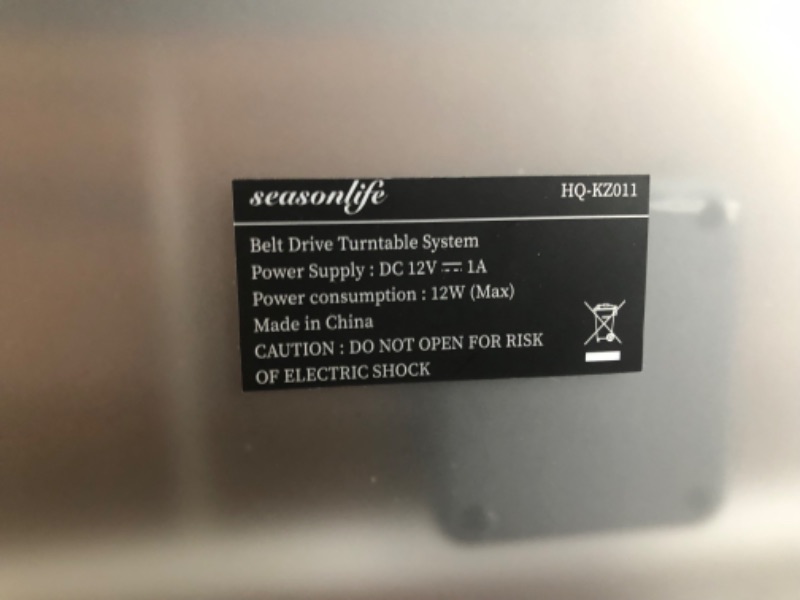 seasonlife HQ-KZ011
Belt Drive Turntable System
Power Supply : DC 12V ⎓ 1A
Power consumption : 12W (Max)
Made in China
CAUTION : DO NOT OPEN FOR RISK
OF ELECTRIC SHOCK